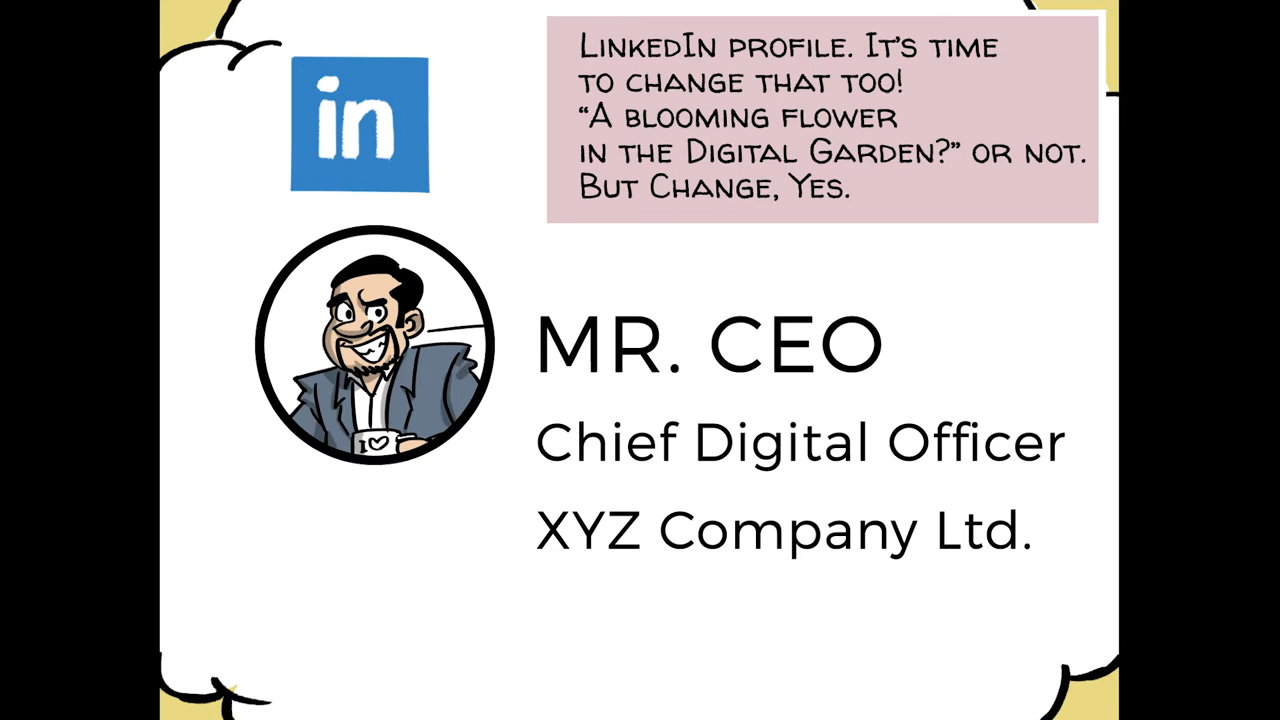 in
LINKEDIN PROFILE. IT'S TIME
TO CHANGE THAT TOO!
“A BLOOMING FLOWER
IN THE DIGITAL GARDEN?” OR NOT.
BUT CHANGE, YES.
MR. CEO
Chief Digital Officer
XYZ Company Ltd.
I♡